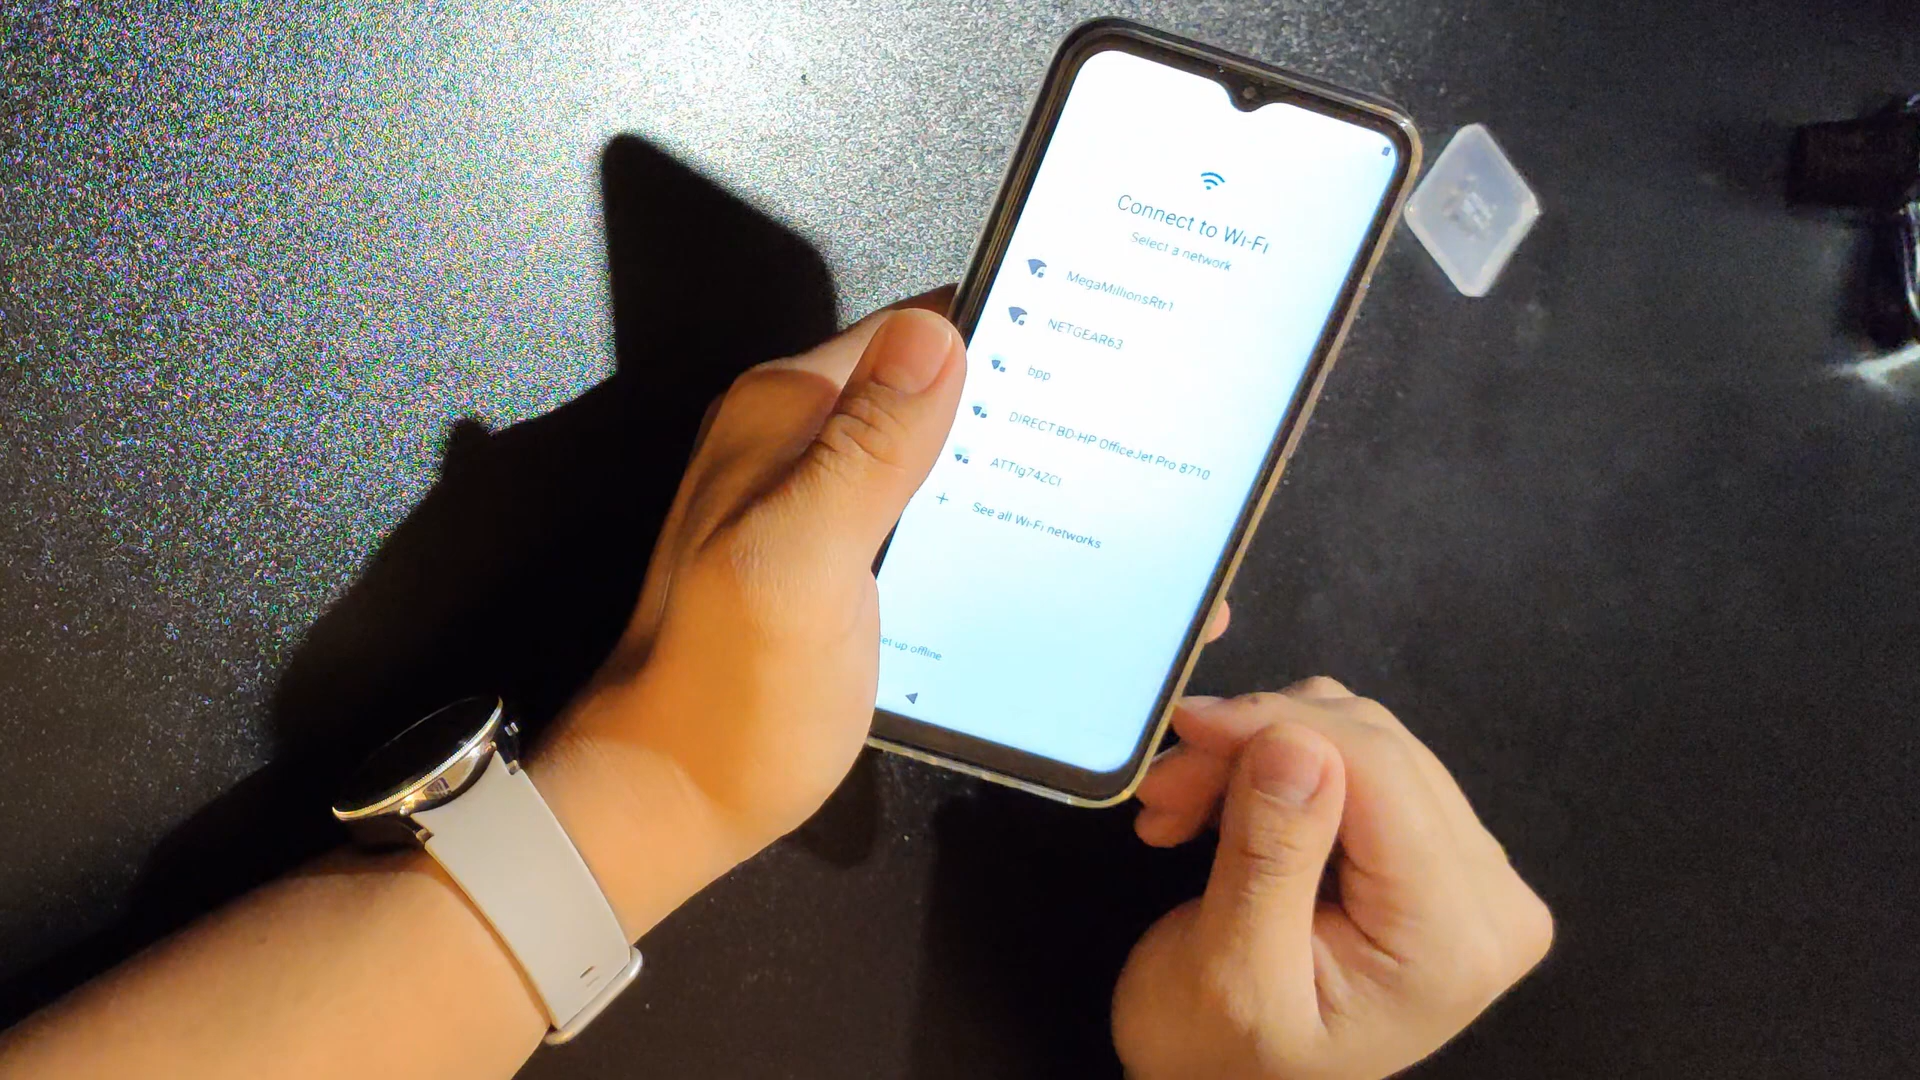 Connect to Wi-Fi
Select a network
MegaMillionsRtr1
NETGEAR63
bpp
DIRECT-BD-HP OfficeJet Pro 8710
ATTIg74ZCI
See all Wi-Fi networks
et up offline